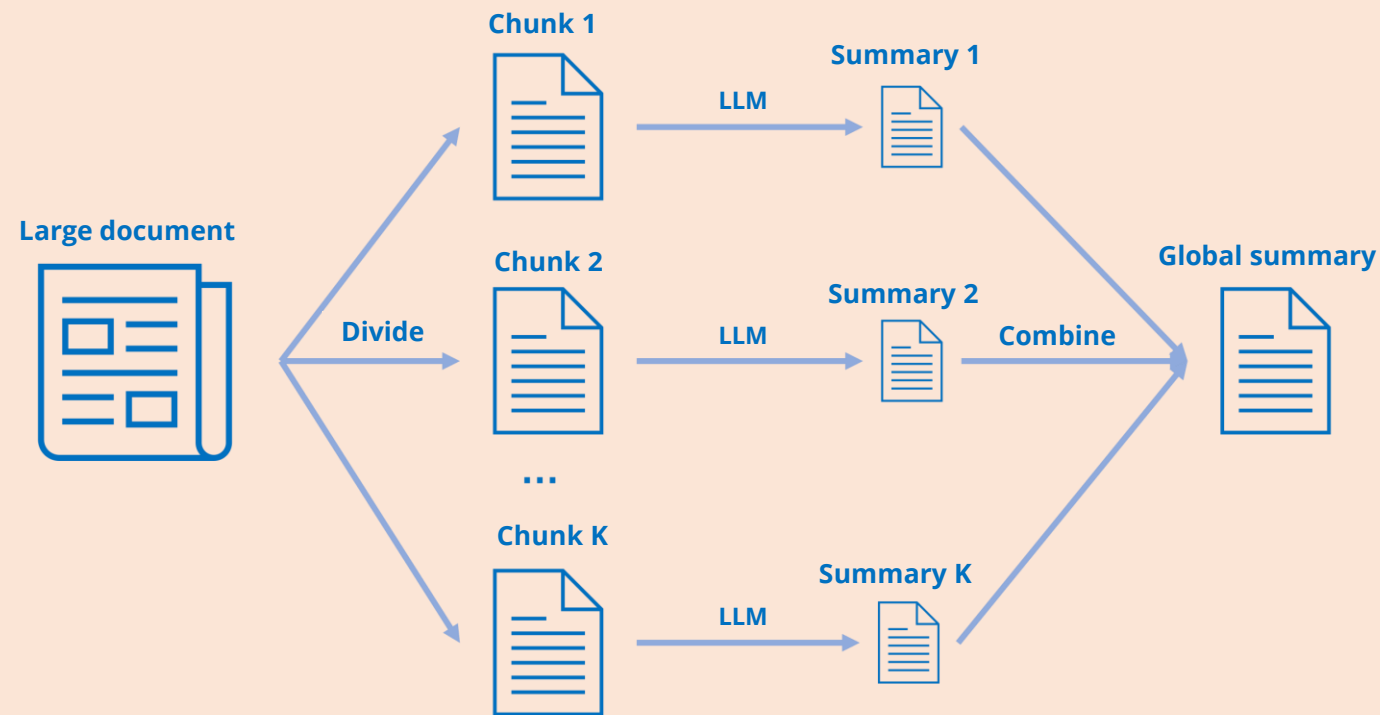 Chunk 1
Summary 1
LLM
Large document
Chunk 2
Global summary
Summary 2
Divide
LLM
Combine
...
Chunk K
Summary K
LLM